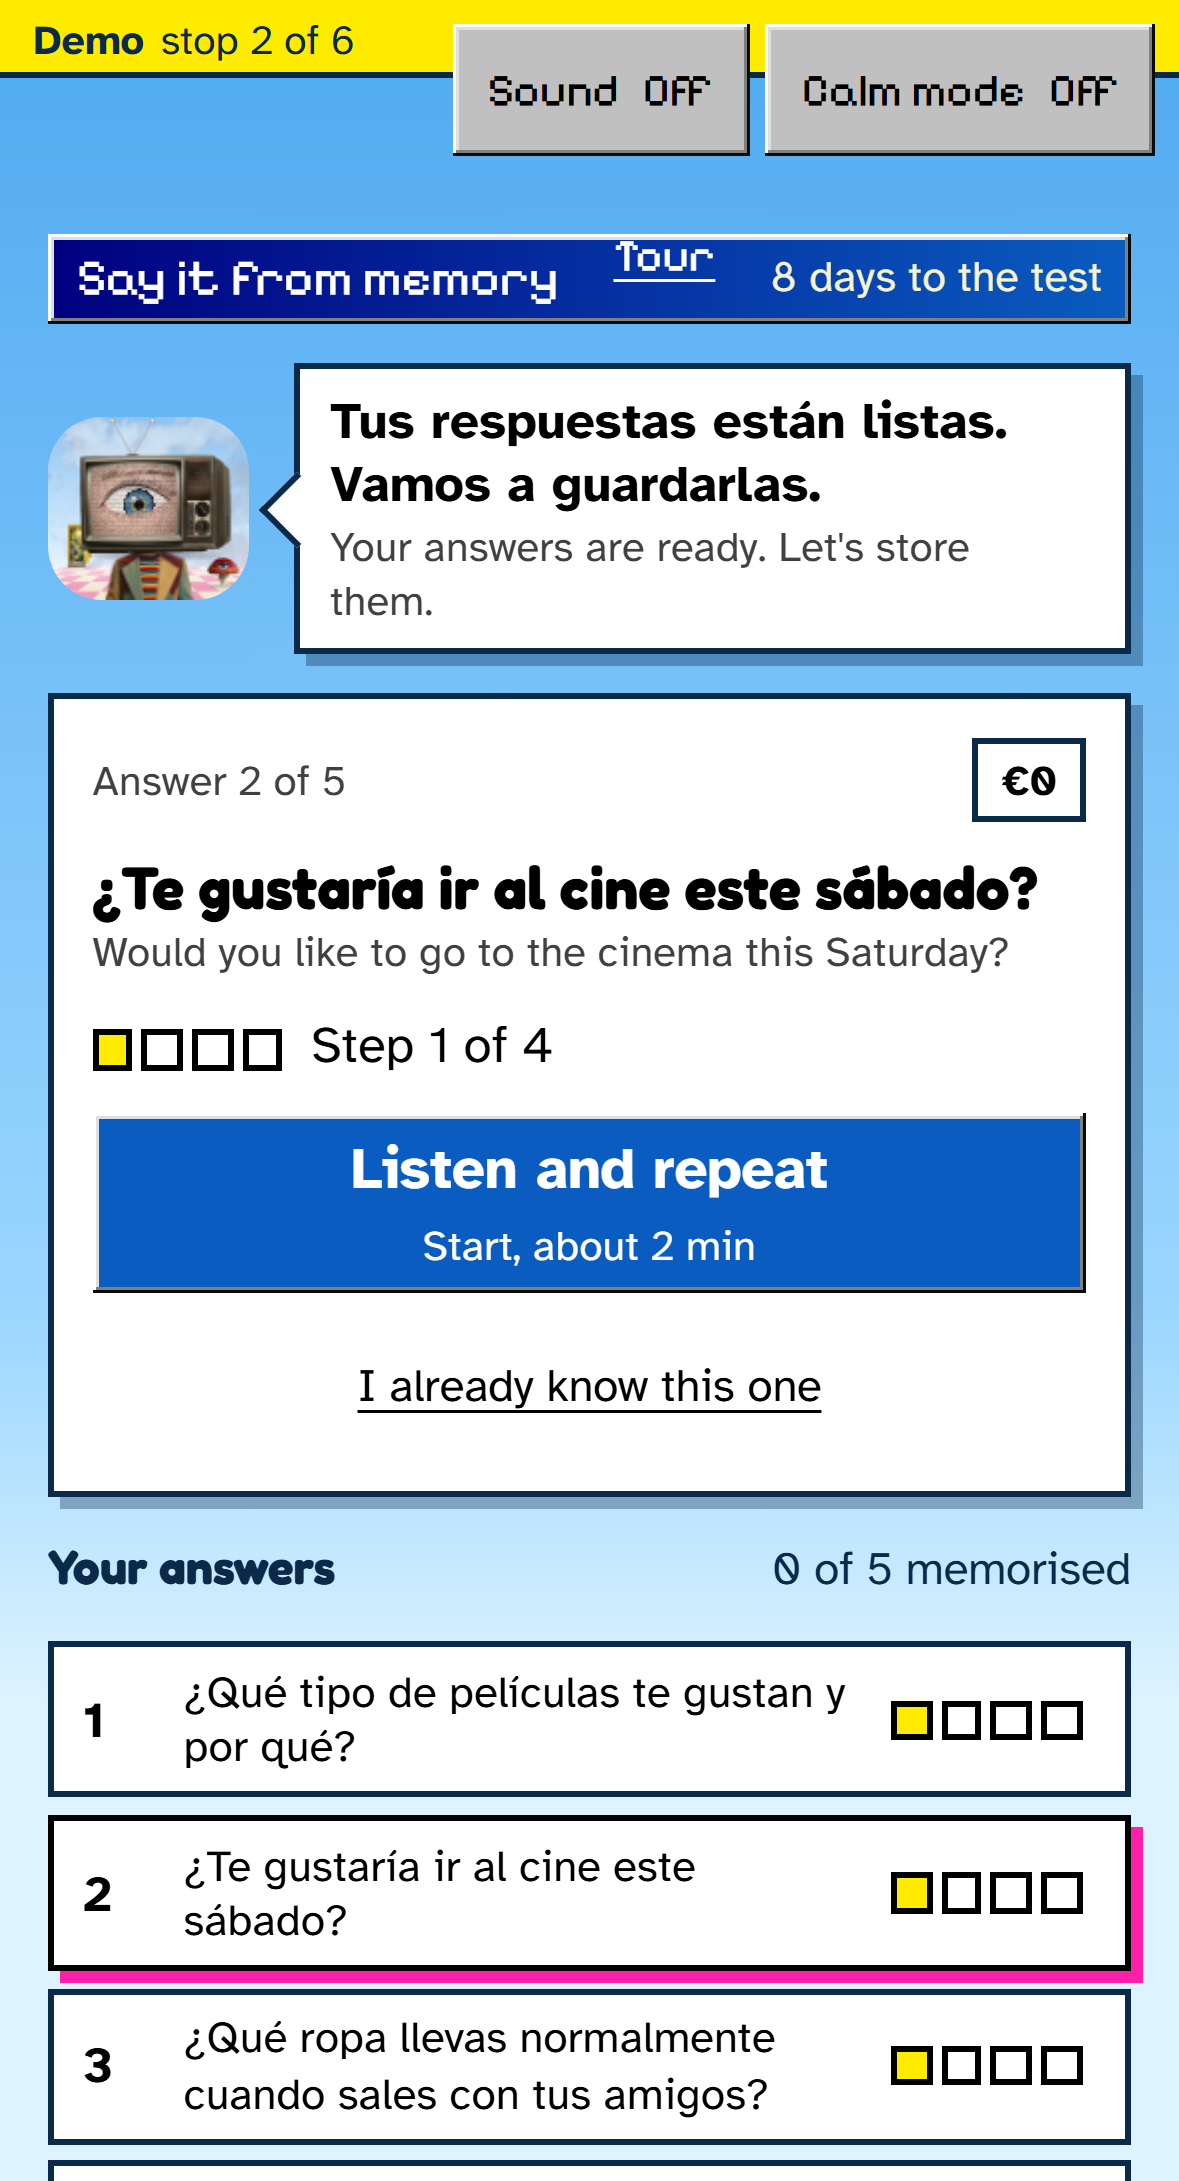 Demo stop 2 of 6
Sound Off
Calm mode Off
Say it from memory
Tour
8 days to the test
Tus respuestas están listas.
Vamos a guardarlas.
Your answers are ready. Let's store
them.
Answer 2 of 5
€0
¿Te gustaría ir al cine este sábado?
Would you like to go to the cinema this Saturday?
Step 1 of 4
Listen and repeat
Start, about 2 min
I already know this one
Your answers
0 of 5 memorised
1
¿Qué tipo de películas te gustan y
por qué?
2
¿Te gustaría ir al cine este
sábado?
3
¿Qué ropa llevas normalmente
cuando sales con tus amigos?